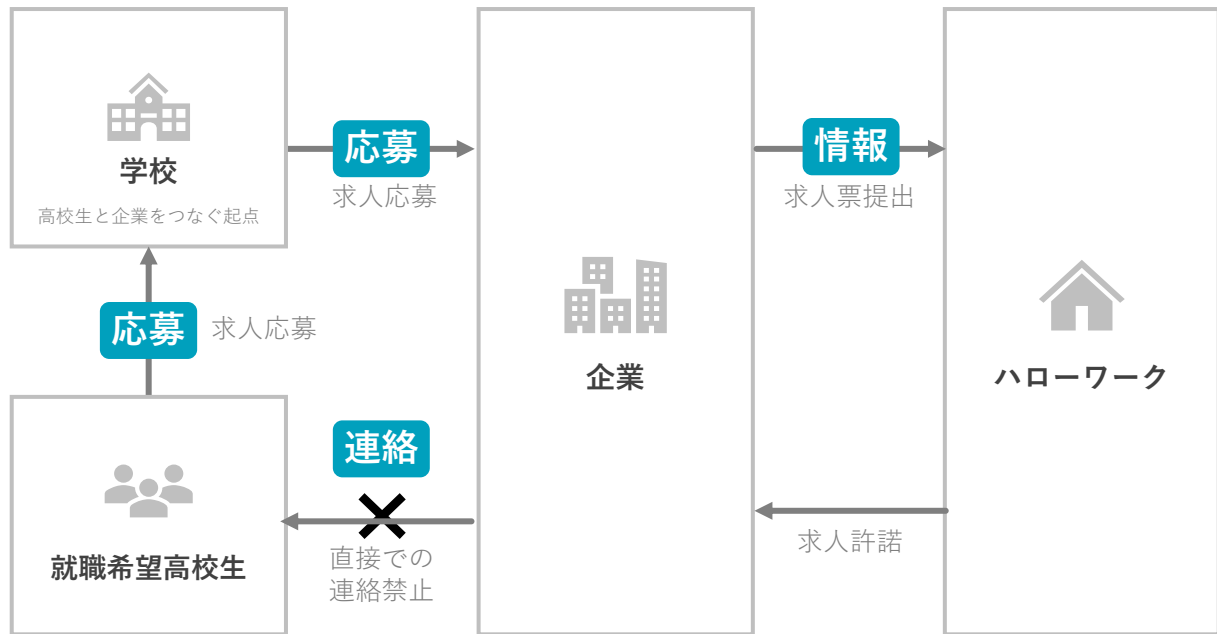 学校
高校生と企業をつなぐ起点
応募
求人応募
応募
求人応募
就職希望高校生
連絡
直接での
連絡禁止
企業
情報
求人票提出
求人許諾
ハローワーク